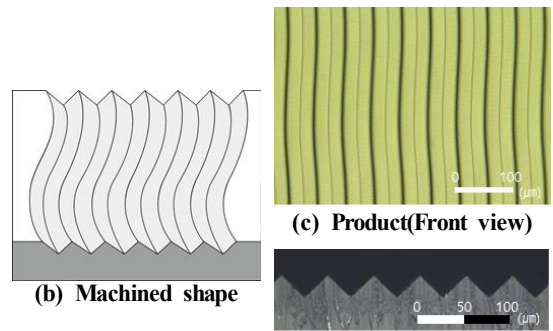 100
(μm)
(c) Product(Front view)
(b) Machined shape
0 50 100
(μm)
0